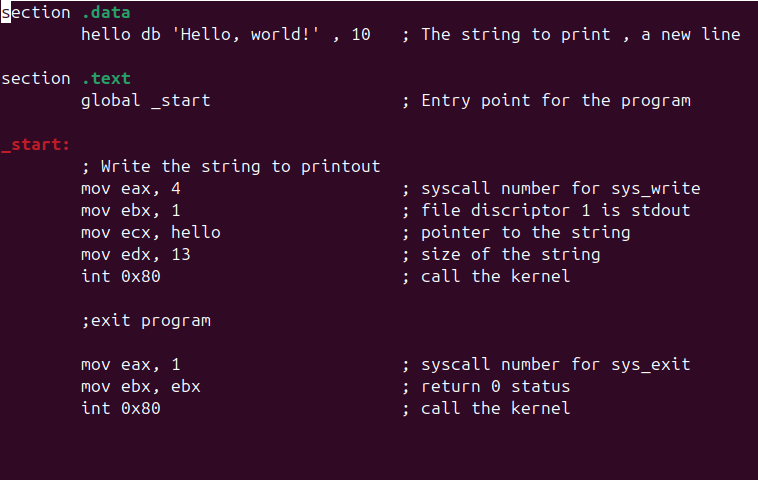 section .data
        hello db 'Hello, world!' , 10   ; The string to print , a new line
section .text
        global _start                   ; Entry point for the program
_start:
        ; Write the string to printout
        mov eax, 4                      ; syscall number for sys_write
        mov ebx, 1                      ; file discriptor 1 is stdout
        mov ecx, hello                  ; pointer to the string
        mov edx, 13                     ; size of the string
        int 0x80                        ; call the kernel
        ;exit program
        mov eax, 1                      ; syscall number for sys_exit
        mov ebx, ebx                    ; return 0 status
        int 0x80                        ; call the kernel